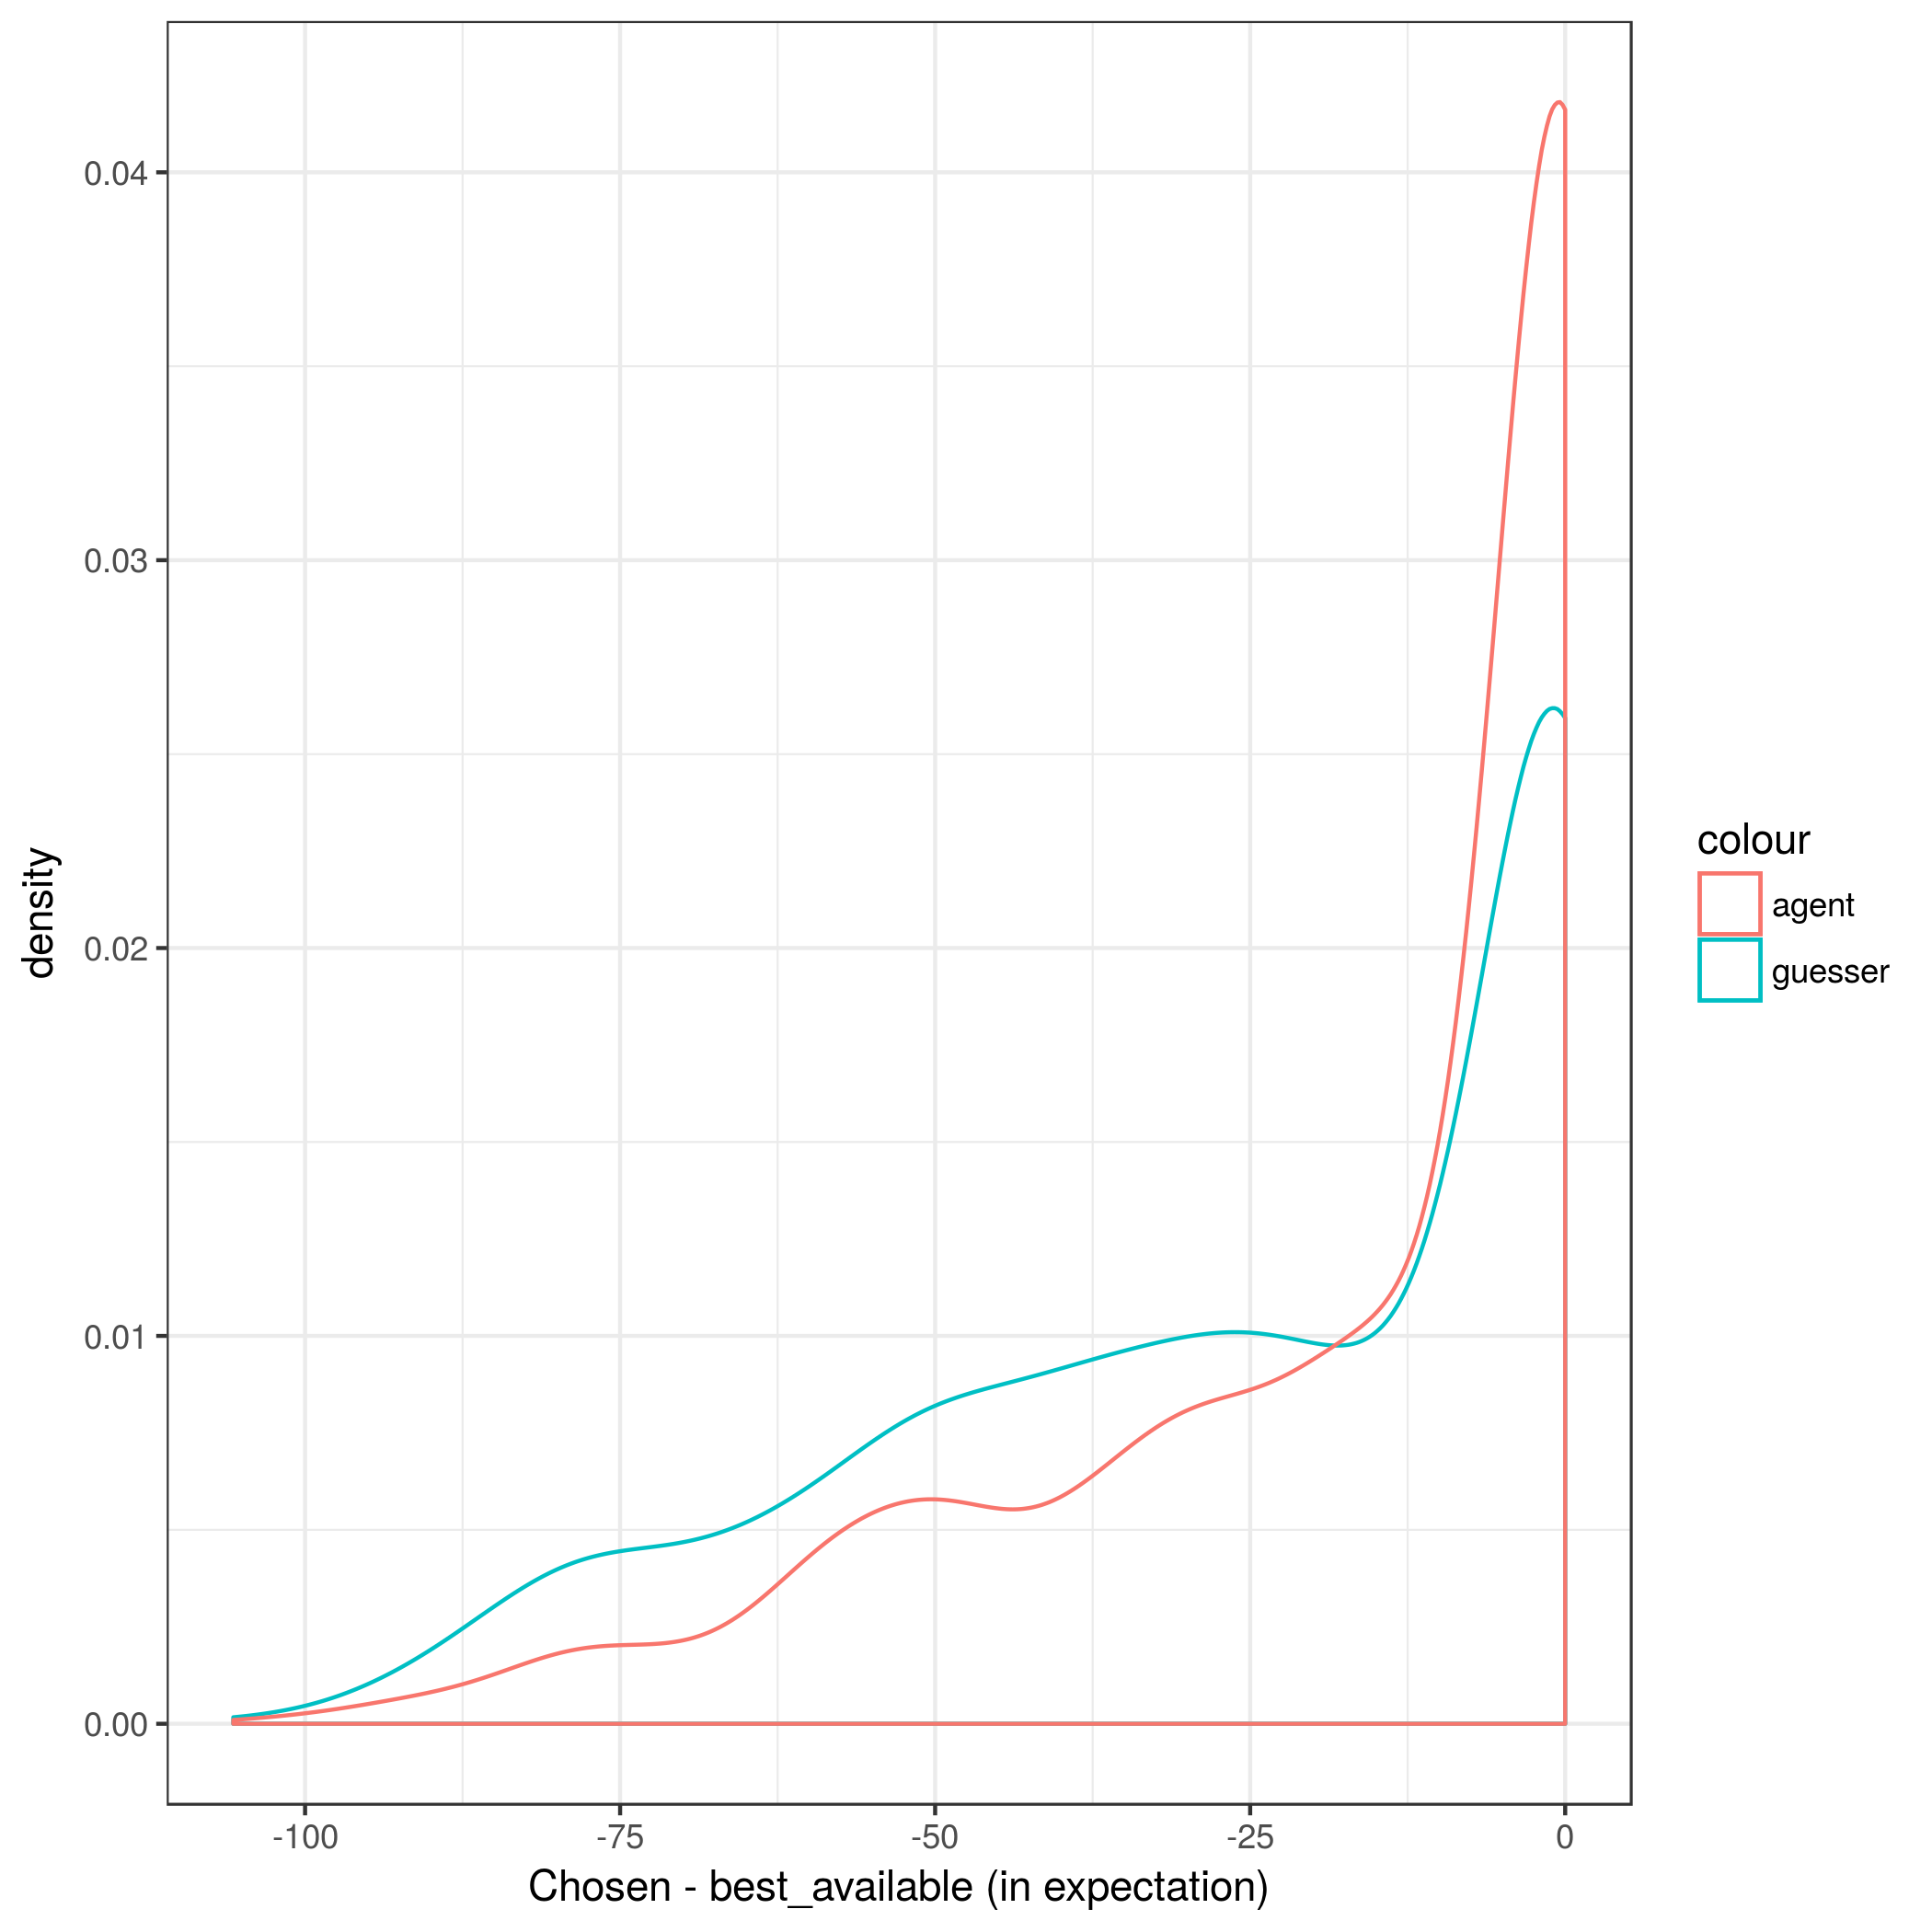 0.04
0.03
0.02
0.01
0.00
density
-100
-75
-50
-25
0
Chosen - best_available (in expectation)
colour
agent
guesser